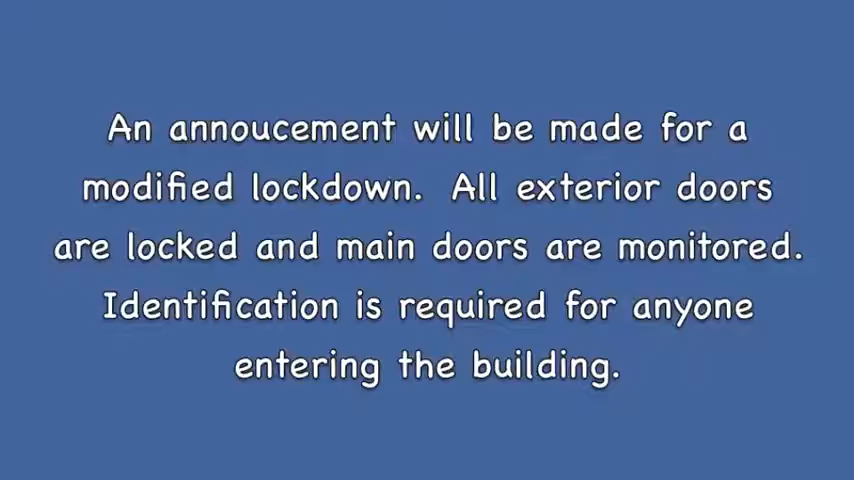 An annoucement will be made for a
modified lockdown.  All exterior doors
are locked and main doors are monitored.
Identification is required for anyone
entering the building.